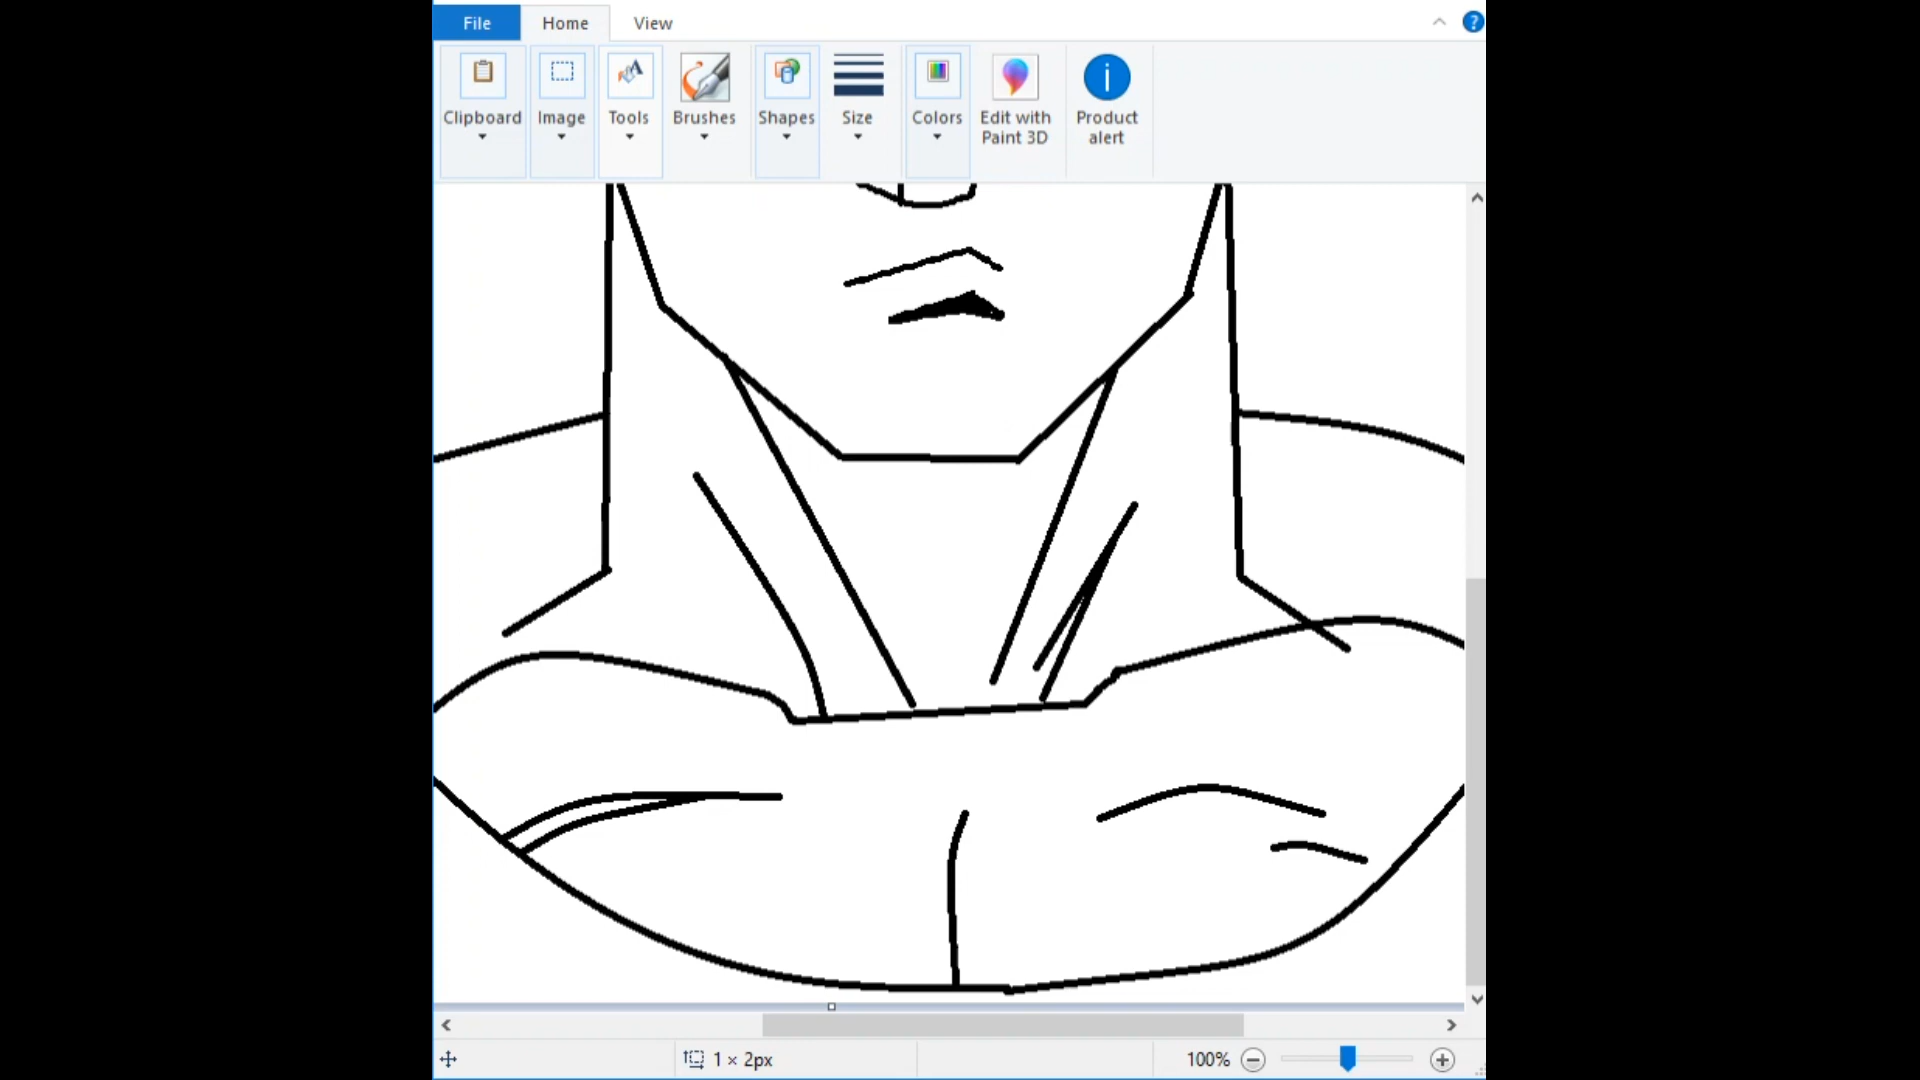 File Home View
?
Clipboard Image Tools Brushes Shapes Size Colors Edit with Paint 3D Product alert
1 × 2px 100%